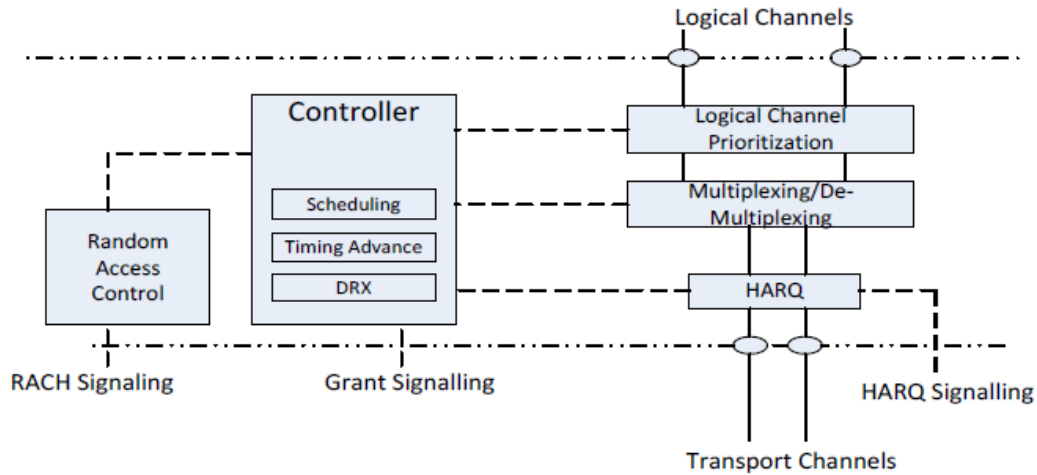 Logical Channels
Controller
Logical Channel
Prioritization
Scheduling
Multiplexing/De-
Multiplexing
Random
Access
Control
Timing Advance
DRX
HARQ
RACH Signaling
Grant Signalling
HARQ Signalling
Transport Channels